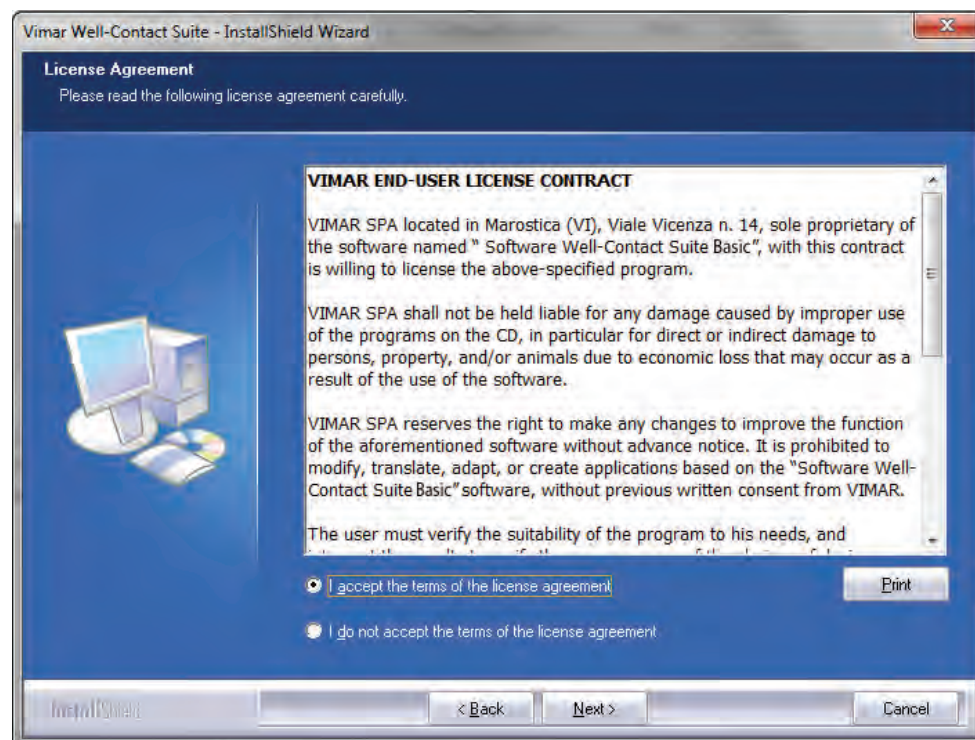 Vimar Well-Contact Suite - InstallShield Wizard
License Agreement
Please read the following license agreement carefully.
VIMAR END-USER LICENSE CONTRACT
VIMAR SPA located in Marostica (VI), Viale Vicenza n. 14, sole proprietary of
the software named “ Software Well-Contact Suite Basic”, with this contract
is willing to license the above-specified program.
VIMAR SPA shall not be held liable for any damage caused by improper use
of the programs on the CD, in particular for direct or indirect damage to
persons, property, and/or animals due to economic loss that may occur as a
result of the use of the software.
VIMAR SPA reserves the right to make any changes to improve the function
of the aforementioned software without advance notice. It is prohibited to
modify, translate, adapt, or create applications based on the “Software Well-
Contact Suite Basic” software, without previous written consent from VIMAR.
The user must verify the suitability of the program to his needs, and
I accept the terms of the license agreement
Print
I do not accept the terms of the license agreement
InstallShield
< Back
Next >
Cancel